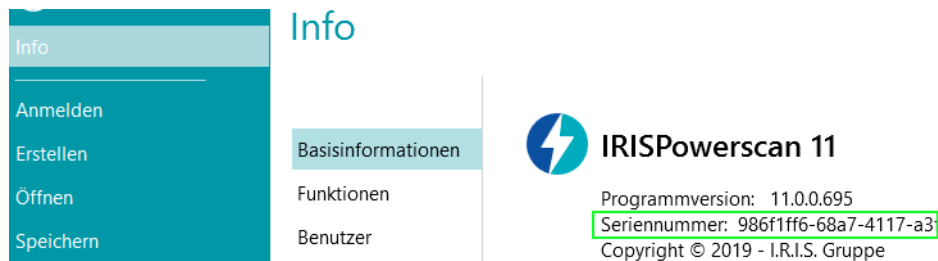 Info
Info
Anmelden
Erstellen
Öffnen
Speichern
Basisinformationen
Funktionen
Benutzer
IRISPowerscan 11
Programmversion: 11.0.0.695
Seriennummer: 986f1ff6-68a7-4117-a3
Copyright © 2019 - I.R.I.S. Gruppe